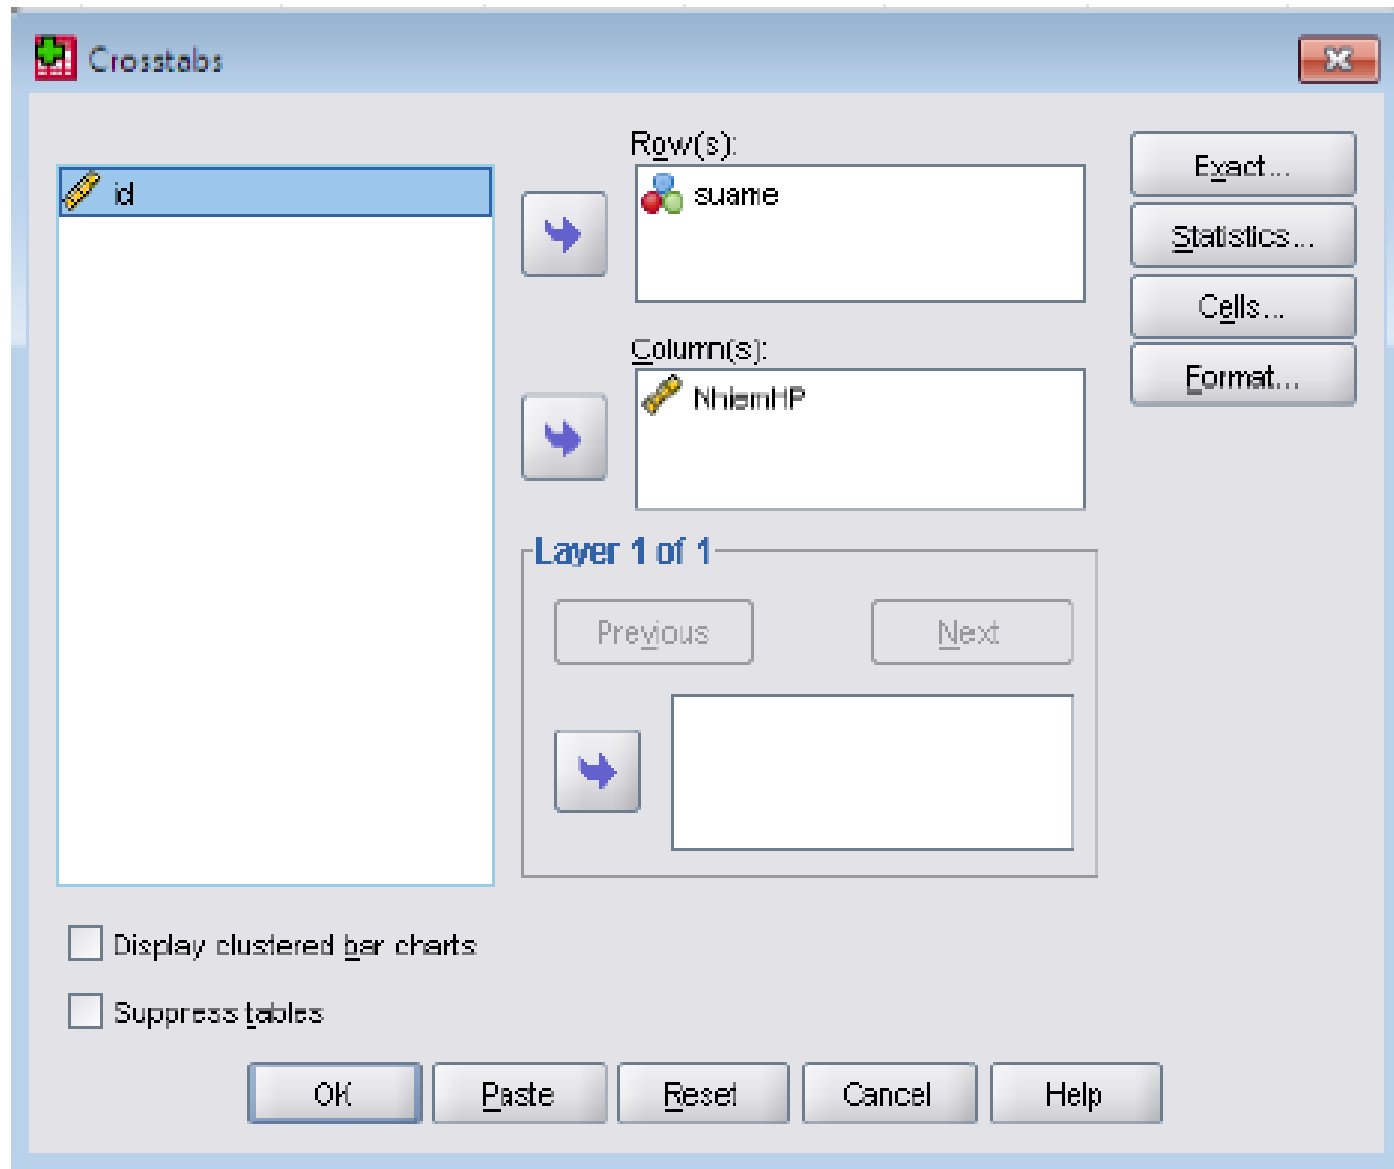 Crosstabs
id
Row(s):
suame
Column(s):
NhiemHP
Layer 1 of 1
Previous
Next
Exact...
Statistics...
Cells...
Format...
Display clustered bar charts
Suppress tables
OK
Paste
Reset
Cancel
Help